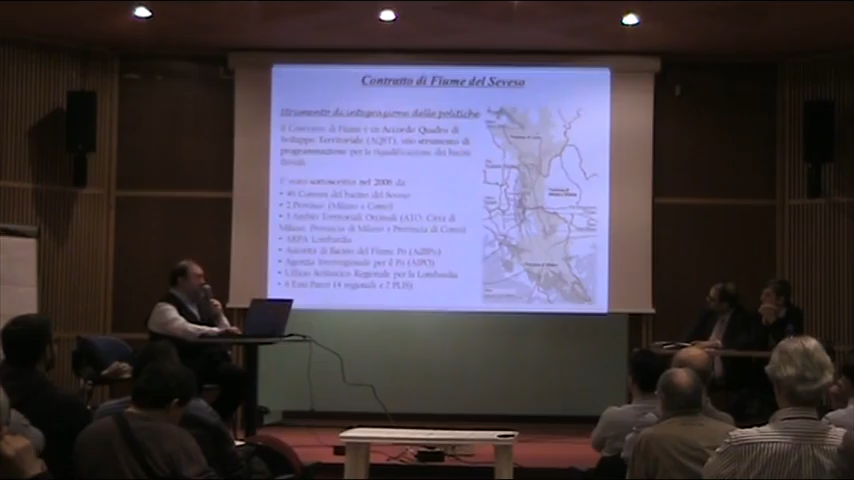 Contratto di Fiume del Seveso
Strumento di integrazione delle politiche
Il Contratto di Fiume è un Accordo Quadro di
Sviluppo Territoriale (AQST), uno strumento di
programmazione per la riqualificazione dei bacini
fluviali.
E' stato sottoscritto nel 2006 da
• 46 Comuni del bacino del Seveso
• 2 Province (Milano e Como)
• 3 Ambiti Territoriali Ottimali (ATO: Città di
Milano, Provincia di Milano e Provincia di Como)
• ARPA Lombardia
• Autorità di Bacino del Fiume Po (AdBPo)
• Agenzia Interregionale per il Po (AIPO)
• Ufficio Scolastico Regionale per la Lombardia
• Enti Parco (4 regionali e 2 PLIS)